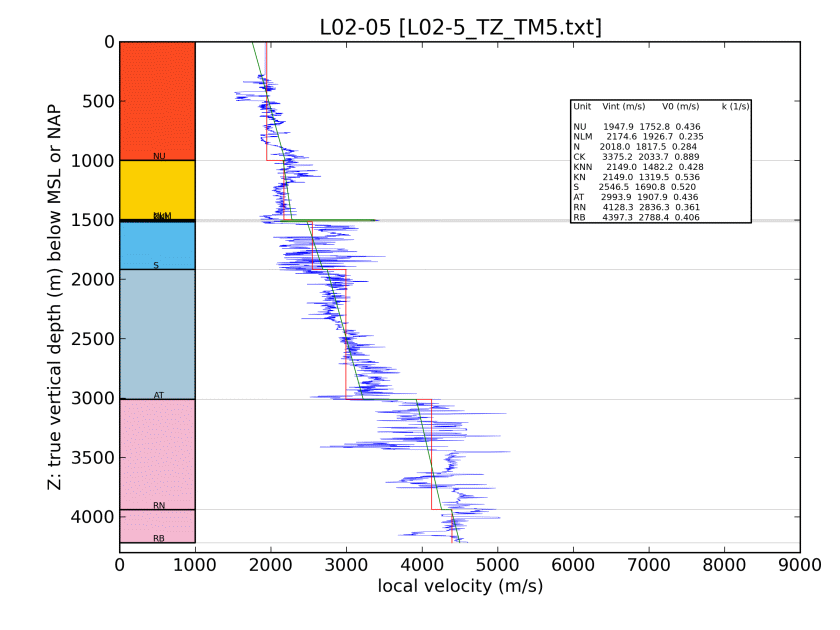 L02-05 [L02-5_TZ_TM5.txt]
Z: true vertical depth (m) below MSL or NAP
0
500
1000
1500
2000
2500
3000
3500
4000
NU
NLM
S
AT
RN
RB
Unit Vint (m/s) V0 (m/s) k (1/s)
NU 1947.9 1752.8 0.436
NLM 2174.6 1926.7 0.235
N 2018.0 1817.5 0.284
CK 3375.2 2033.7 0.889
KNN 2149.0 1482.2 0.428
KN 2149.0 1319.5 0.536
S 2546.5 1690.8 0.520
AT 2993.9 1907.9 0.436
RN 4128.3 2836.3 0.361
RB 4397.3 2788.4 0.406
0 1000 2000 3000 4000 5000 6000 7000 8000 9000
local velocity (m/s)